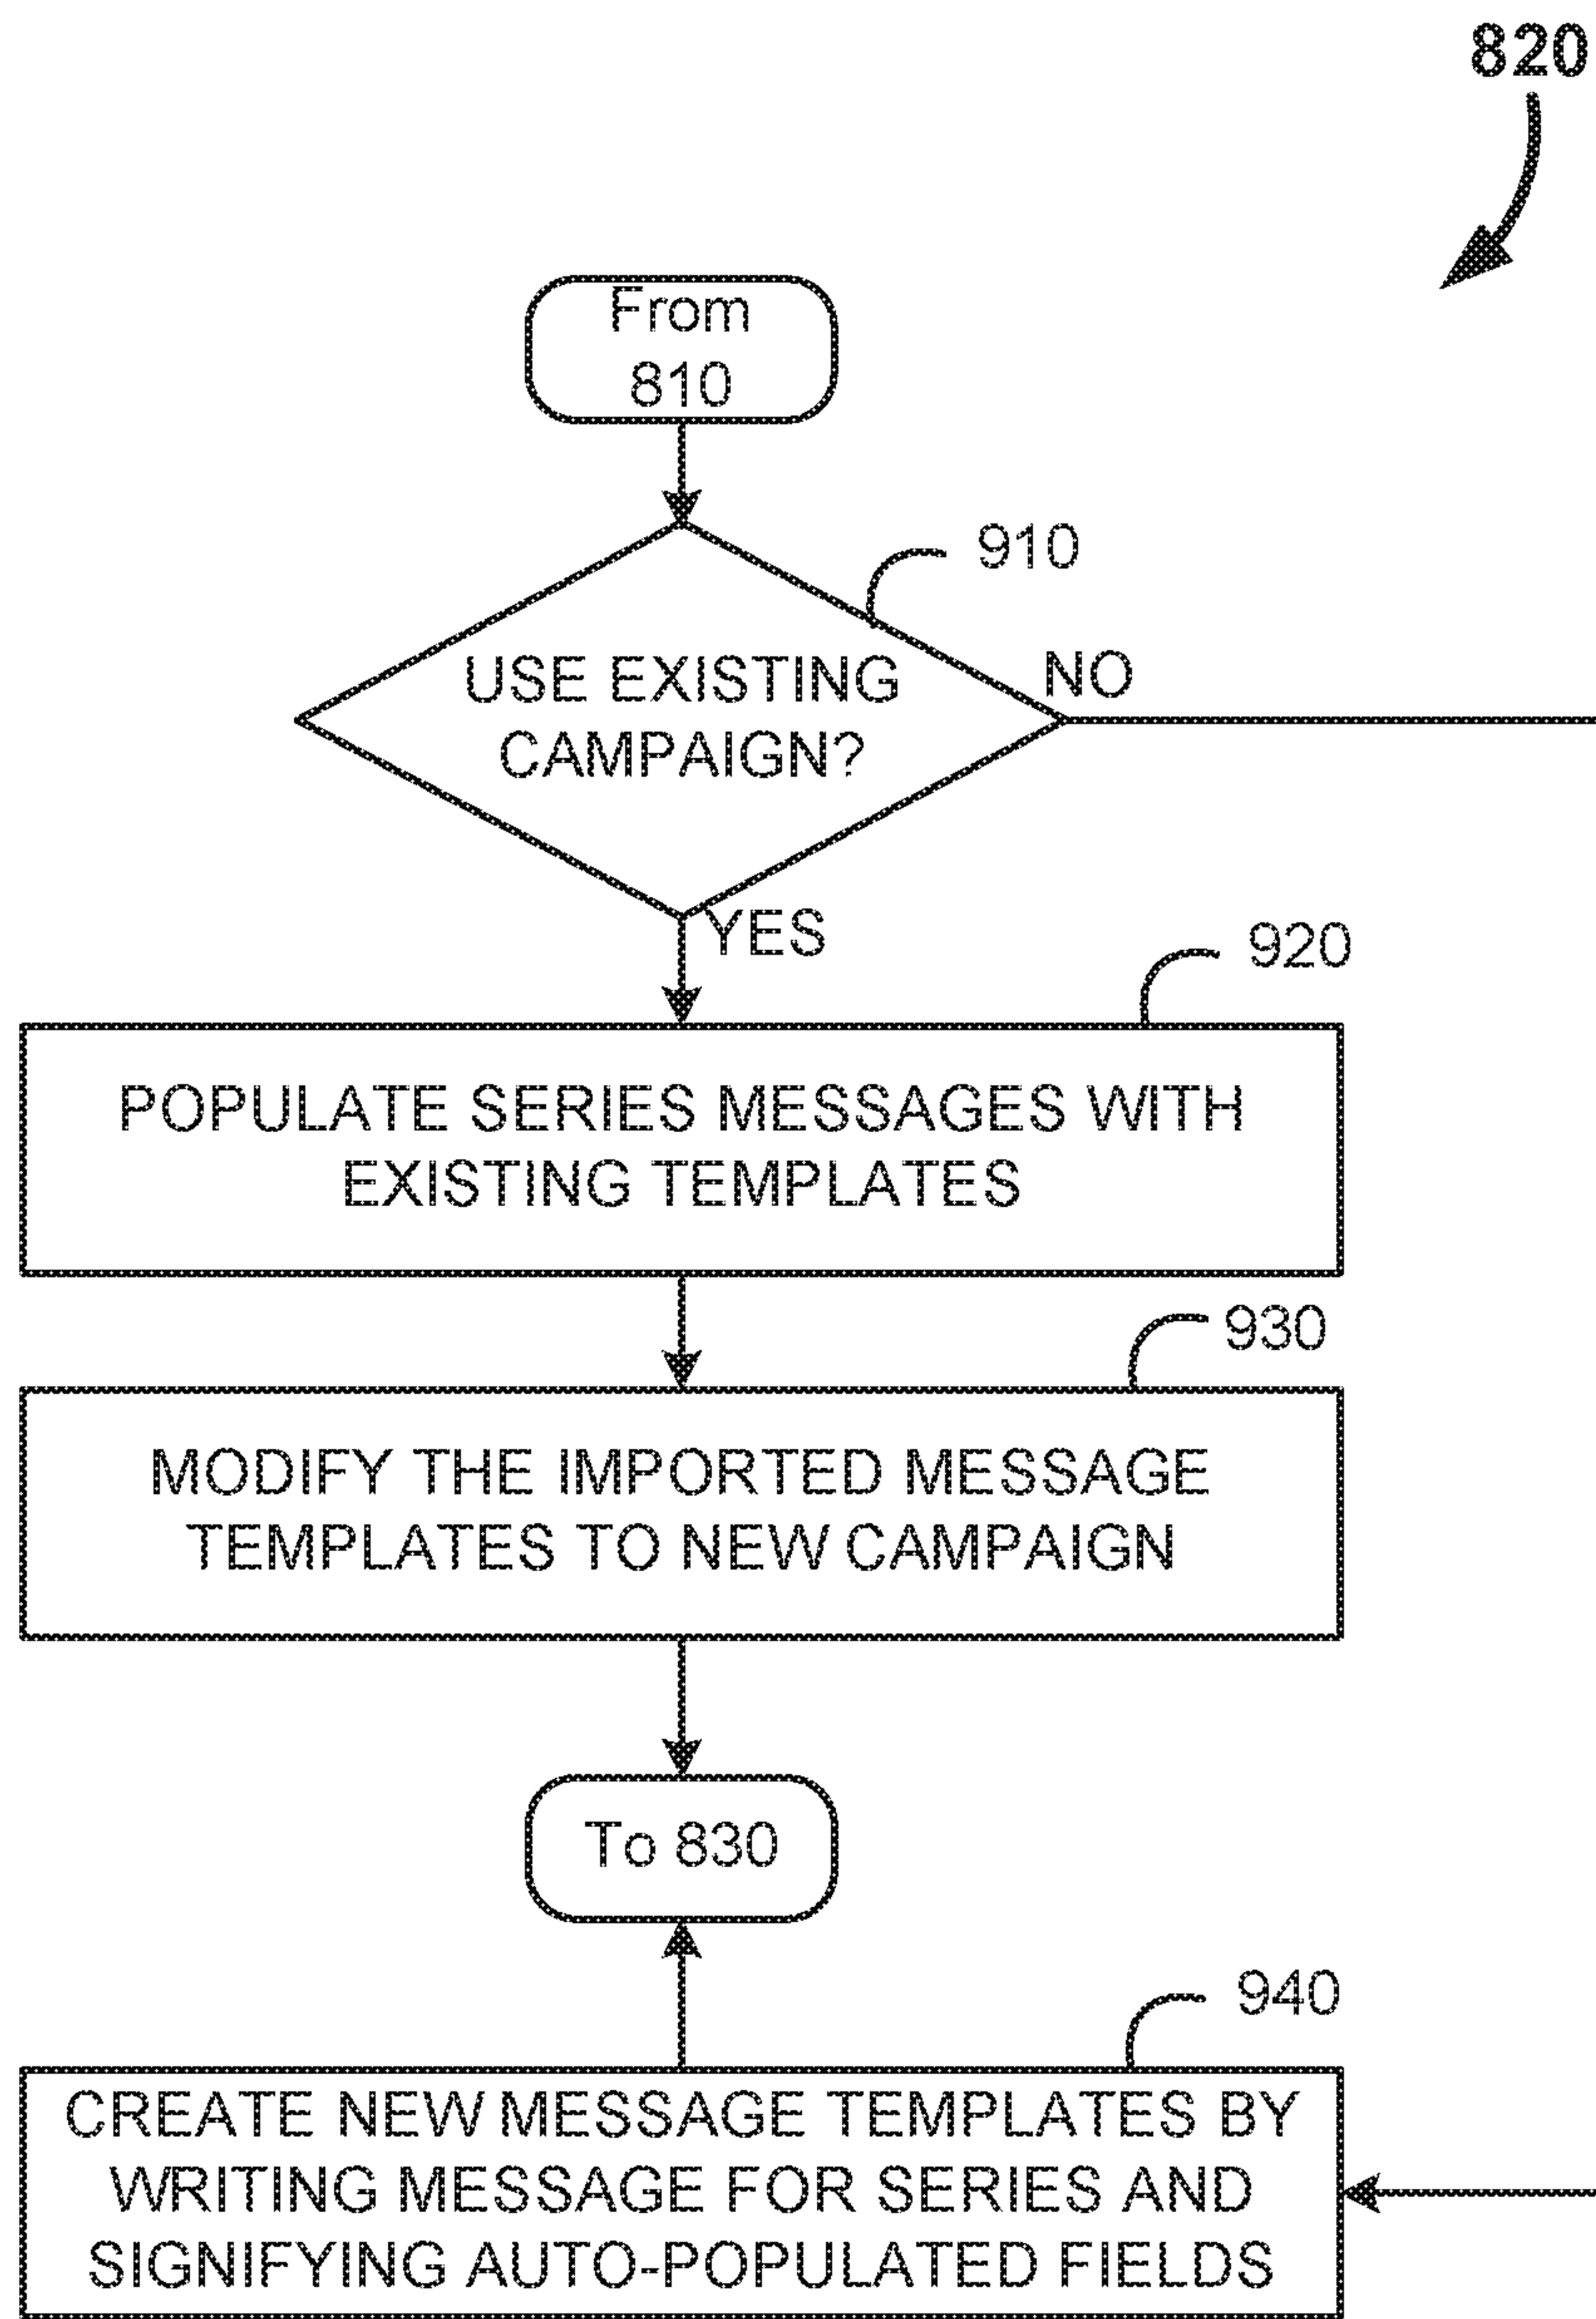 820
From
810
910
USE EXISTING
CAMPAIGN?
NO
YES
920
POPULATE SERIES MESSAGES WITH
EXISTING TEMPLATES
930
MODIFY THE IMPORTED MESSAGE
TEMPLATES TO NEW CAMPAIGN
To 830
940
CREATE NEW MESSAGE TEMPLATES BY
WRITING MESSAGE FOR SERIES AND
SIGNIFYING AUTO-POPULATED FIELDS